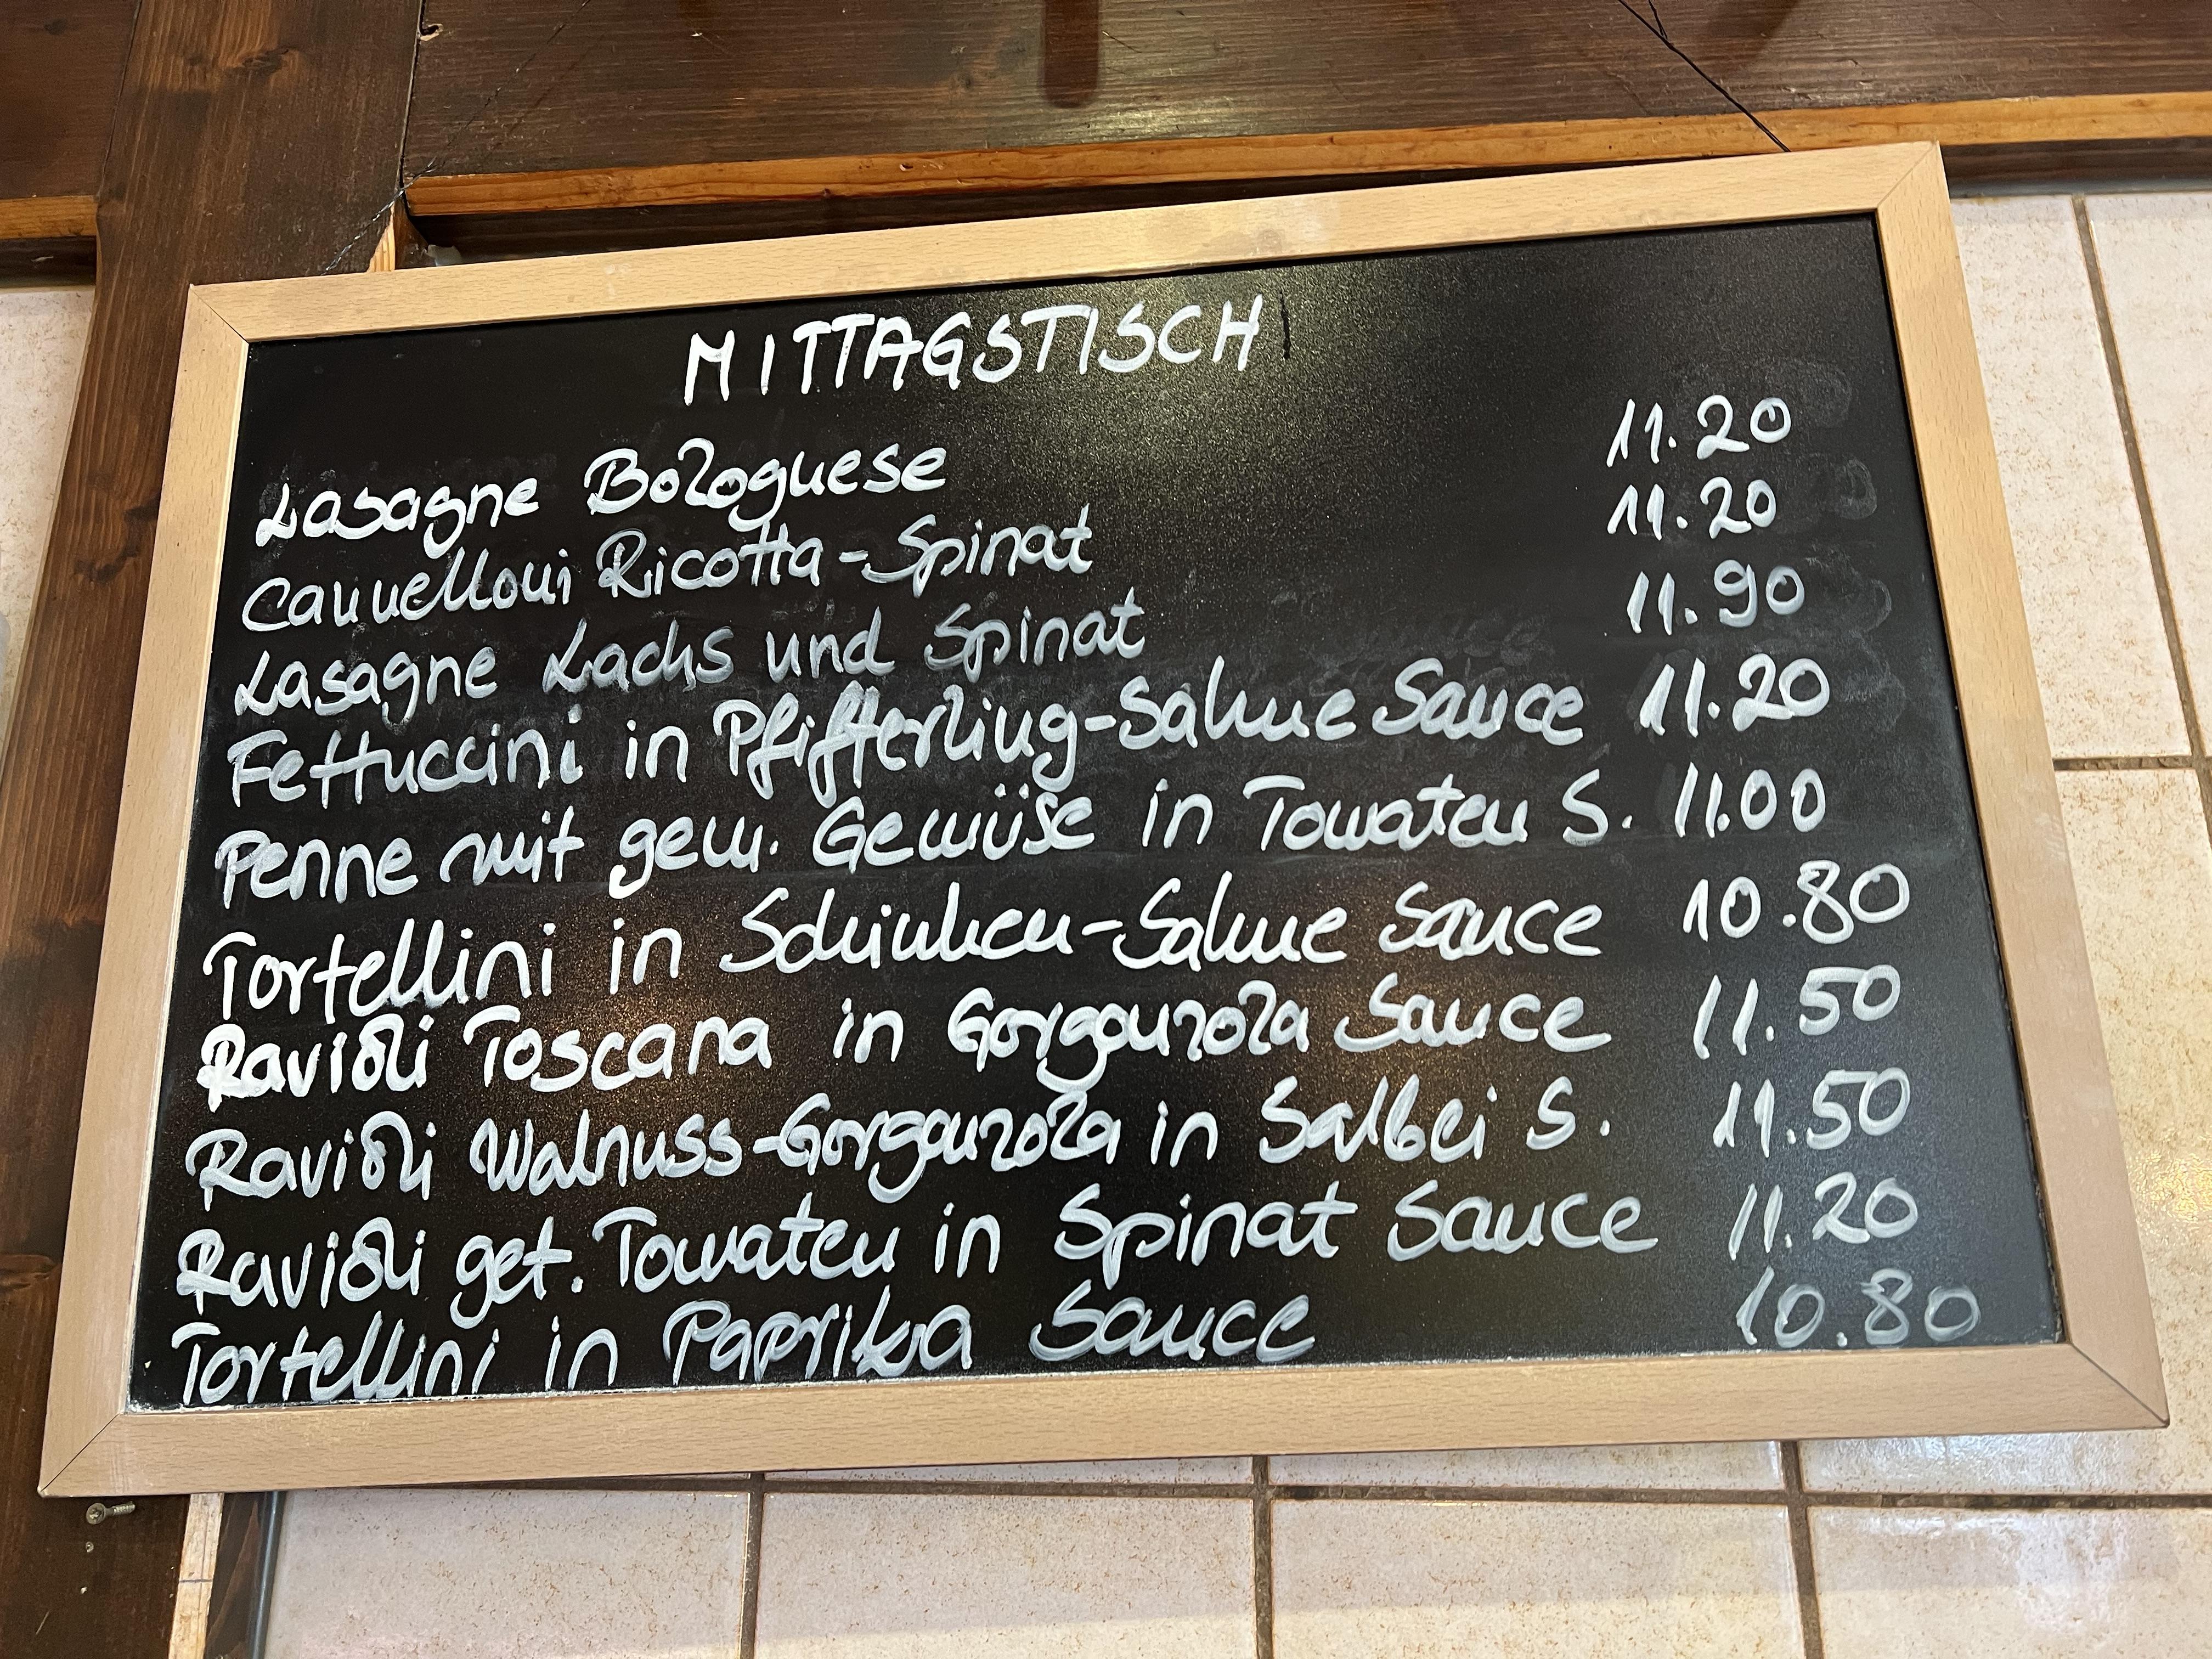 MITTAGSTISCH
Lasagne Bolognese 11.20
Cannelloni Ricotta-Spinat 11.20
Lasagne Lachs und Spinat 11.90
Fettuccini in Pfifferling-Sahne Sauce 11.20
Penne mit gem. Gemüse in Tomaten S. 11.00
Tortellini in Schinken-Sahne Sauce 10.80
Ravioli Toscana in Gorgonzola Sauce 11.50
Ravioli Walnuss-Gorgonzola in Salbei S. 11.50
Ravioli get. Tomaten in Spinat Sauce 11.20
Tortellini in Paprika Sauce 10.80